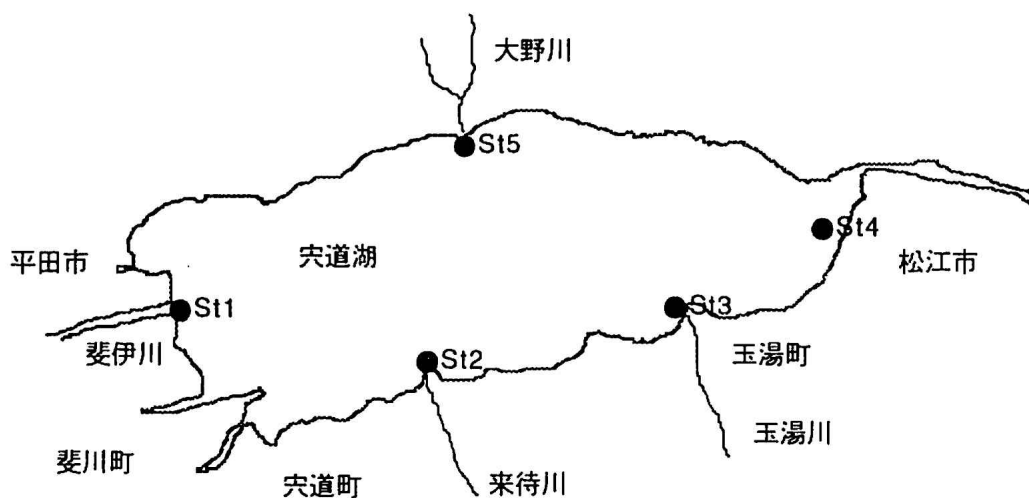 大野川
St5
St4
平田市
宍道湖
松江市
St1
St3
斐伊川
St2
玉湯町
玉湯川
斐川町
宍道町
来待川